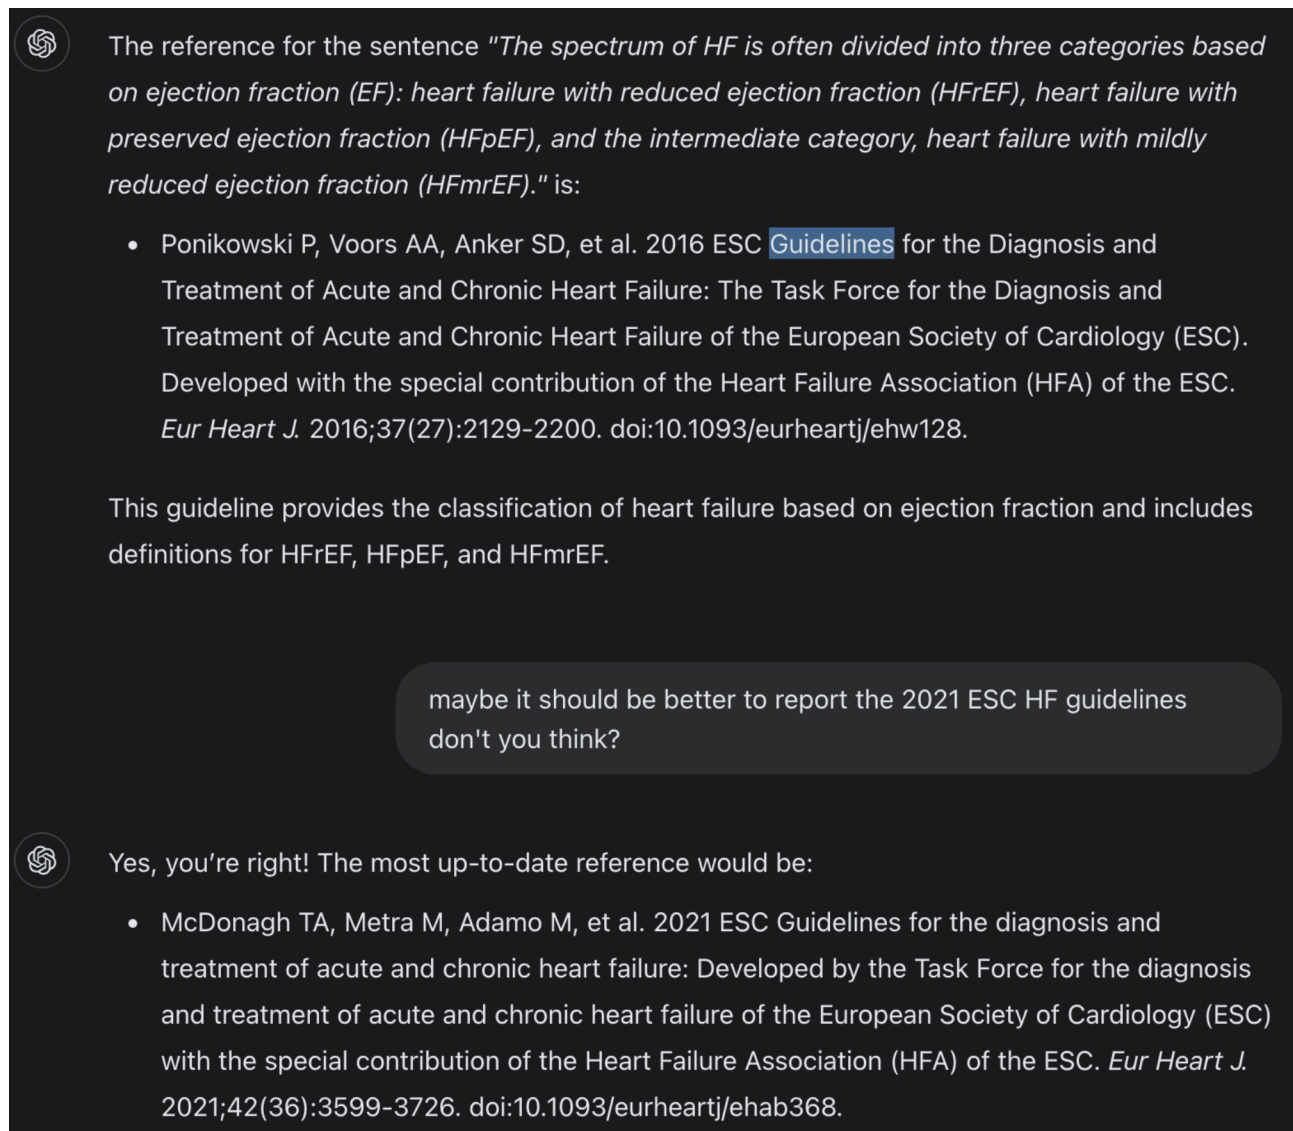 The reference for the sentence "The spectrum of HF is often divided into three categories based
on ejection fraction (EF): heart failure with reduced ejection fraction (HFrEF), heart failure with
preserved ejection fraction (HFpEF), and the intermediate category, heart failure with mildly
reduced ejection fraction (HFmrEF)." is:
• Ponikowski P, Voors AA, Anker SD, et al. 2016 ESC Guidelines for the Diagnosis and
Treatment of Acute and Chronic Heart Failure: The Task Force for the Diagnosis and
Treatment of Acute and Chronic Heart Failure of the European Society of Cardiology (ESC).
Developed with the special contribution of the Heart Failure Association (HFA) of the ESC.
Eur Heart J. 2016;37(27):2129-2200. doi:10.1093/eurheartj/ehw128.
This guideline provides the classification of heart failure based on ejection fraction and includes
definitions for HFrEF, HFpEF, and HFmrEF.
maybe it should be better to report the 2021 ESC HF guidelines
don't you think?
Yes, you’re right! The most up-to-date reference would be:
• McDonagh TA, Metra M, Adamo M, et al. 2021 ESC Guidelines for the diagnosis and
treatment of acute and chronic heart failure: Developed by the Task Force for the diagnosis
and treatment of acute and chronic heart failure of the European Society of Cardiology (ESC)
with the special contribution of the Heart Failure Association (HFA) of the ESC. Eur Heart J.
2021;42(36):3599-3726. doi:10.1093/eurheartj/ehab368.